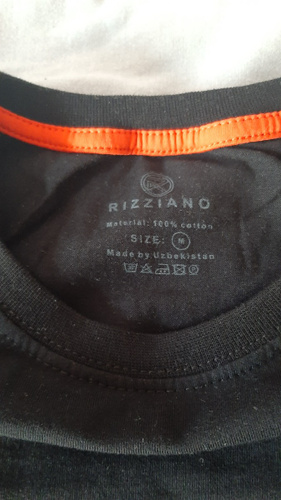 RIZZIANO
Material: 100% cotton
SIZE: M
Made by Uzbekistan